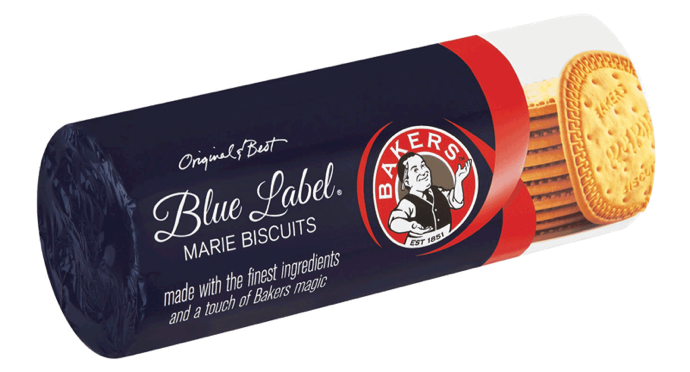 Original & Best
Blue Label®
MARIE BISCUITS
made with the finest ingredients
and a touch of Bakers magic
BAKERS
EST 1851
BAKERS